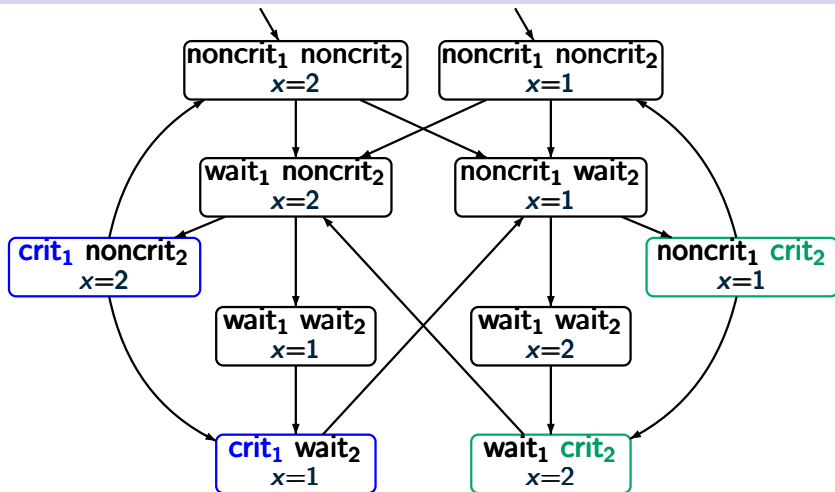 noncrit₁ noncrit₂
x=2
noncrit₁ noncrit₂
x=1
wait₁ noncrit₂
x=2
noncrit₁ wait₂
x=1
crit₁ noncrit₂
x=2
noncrit₁ crit₂
x=1
wait₁ wait₂
x=1
wait₁ wait₂
x=2
crit₁ wait₂
x=1
wait₁ crit₂
x=2